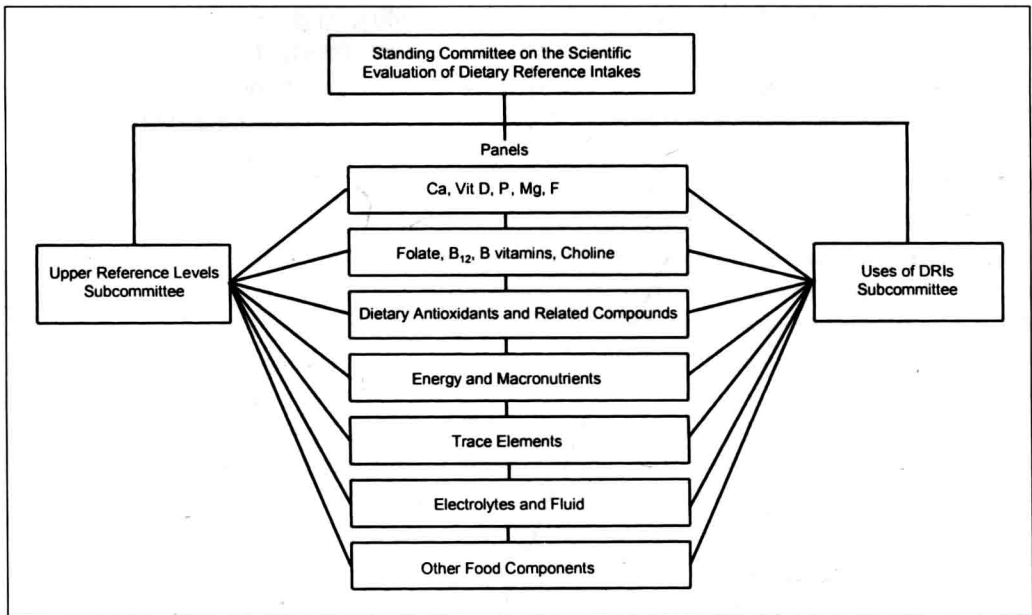 Standing Committee on the Scientific
Evaluation of Dietary Reference Intakes
Panels
Ca, Vit D, P, Mg, F
Folate, B₁₂, B vitamins, Choline
Dietary Antioxidants and Related Compounds
Energy and Macronutrients
Trace Elements
Electrolytes and Fluid
Other Food Components
Upper Reference Levels
Subcommittee
Uses of DRIs
Subcommittee